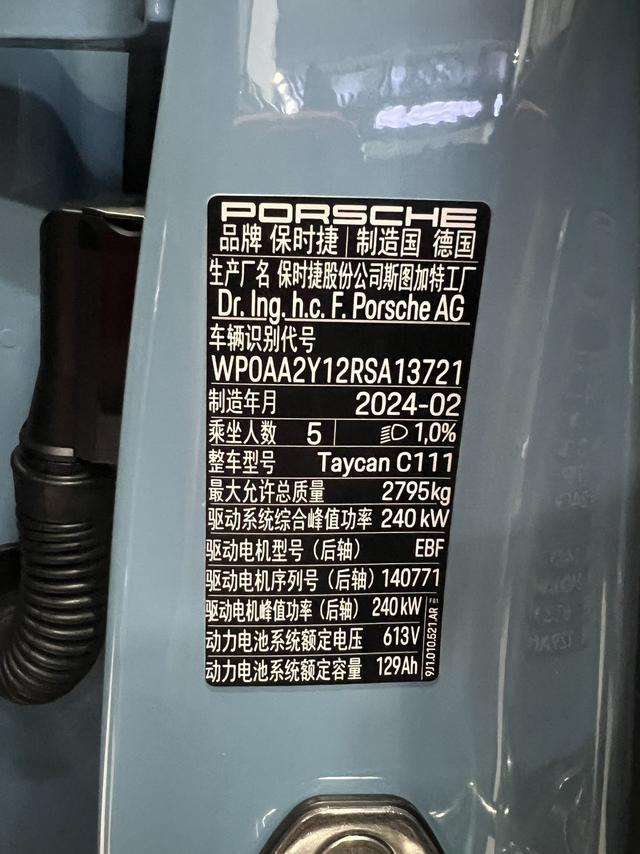 PORSCHE
品牌 保时捷 | 制造国 德国
生产厂名 保时捷股份公司斯图加特工厂
Dr. Ing. h.c. F. Porsche AG
车辆识别代号
WP0AA2Y12RSA13721
制造年月 2024-02
乘坐人数 5 1,0%
整车型号 Taycan C111
最大允许总质量 2795kg
驱动系统综合峰值功率 240 kW
驱动电机型号（后轴） EBF
驱动电机序列号（后轴） 140771
驱动电机峰值功率（后轴） 240 kW
动力电池系统额定电压 613V
动力电池系统额定容量 129Ah
9J1.010.521.AR